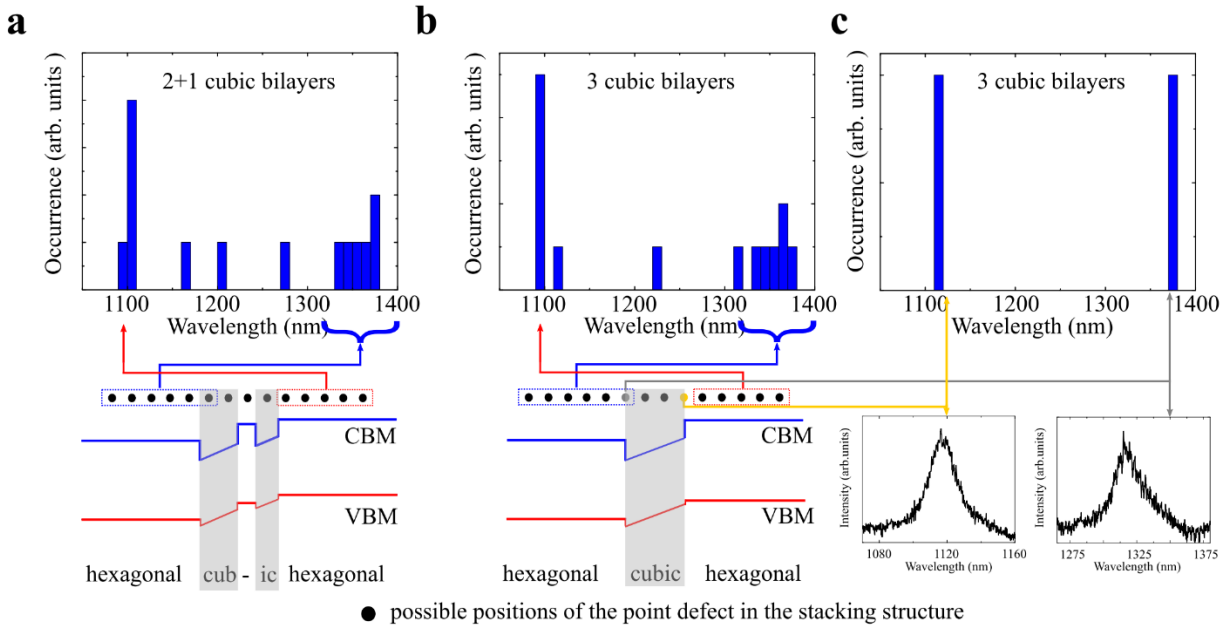 a
b
c
2+1 cubic bilayers
3 cubic bilayers
3 cubic bilayers
Occurrence (arb. units )
Occurrence (arb. units )
Occurrence (arb. units )
1100 1200 1300 1400
1100 1200 1300 1400
1100 1200 1300 1400
Wavelength (nm)
Wavelength (nm)
Wavelength (nm)
CBM
CBM
VBM
VBM
Intensity (arb.units)
1080 1120 1160
Wavelength (nm)
Intensity (arb.units)
1275 1325 1375
Wavelength (nm)
hexagonal cub - ic hexagonal
hexagonal cubic hexagonal
possible positions of the point defect in the stacking structure